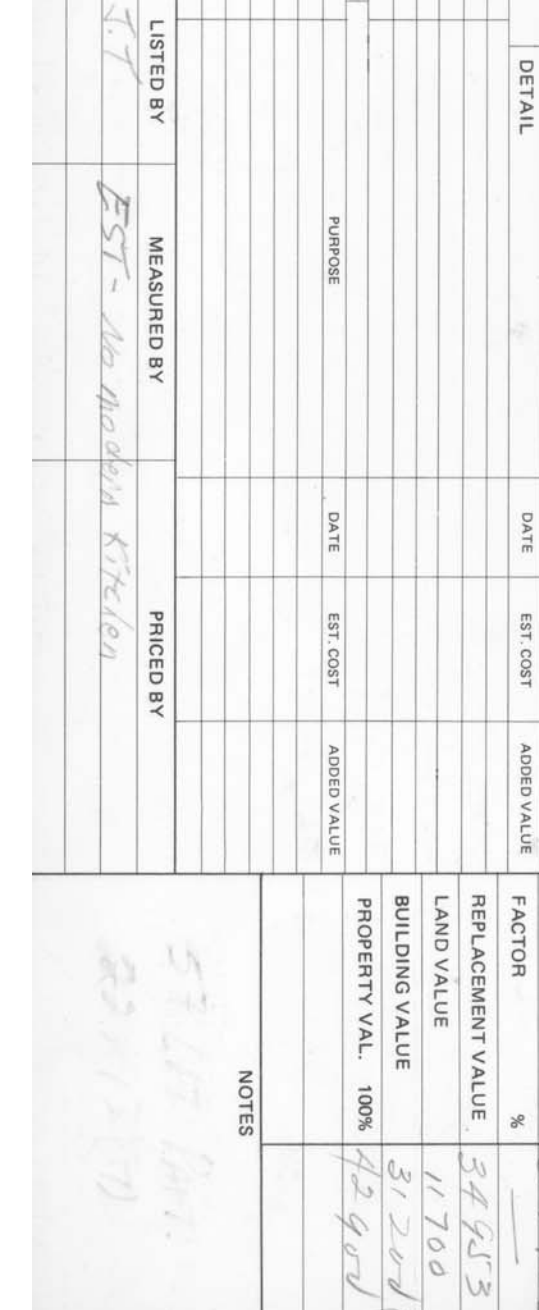 DETAIL DATE EST. COST ADDED VALUE
PURPOSE DATE EST. COST ADDED VALUE
LISTED BY MEASURED BY PRICED BY
J.T.
EST - No modern Kitchen
FACTOR % —
REPLACEMENT VALUE 34953
LAND VALUE 11700
BUILDING VALUE 31200
PROPERTY VAL. 100% 42900
NOTES